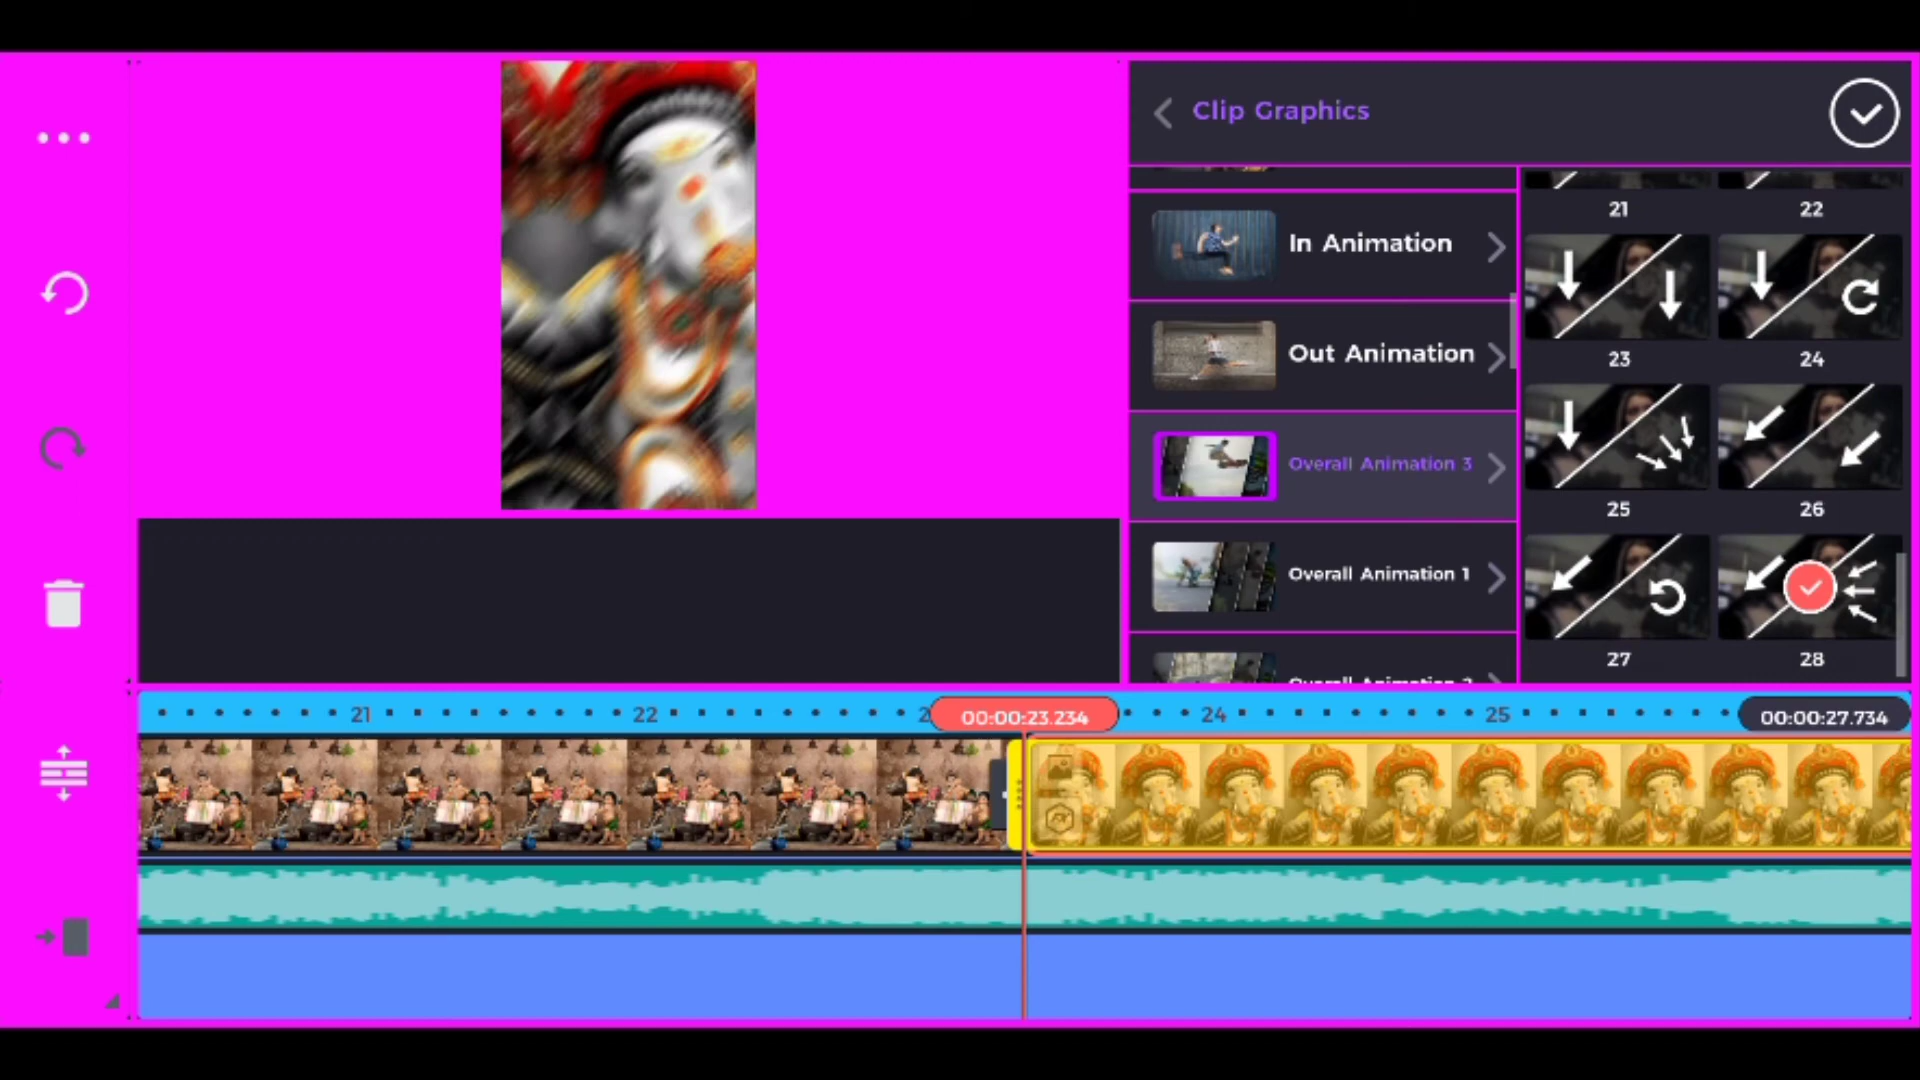 Clip Graphics
In Animation
Out Animation
Overall Animation 3
Overall Animation 1
21
22
23
24
25
26
27
28
21
22
00:00:23.234
24
25
00:00:27.734